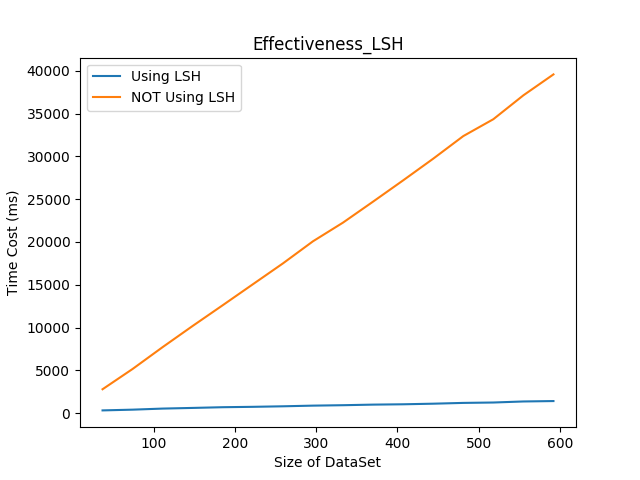 Effectiveness_LSH
Using LSH
NOT Using LSH
40000
35000
30000
25000
20000
15000
10000
5000
0
Time Cost (ms)
100 200 300 400 500 600
Size of DataSet